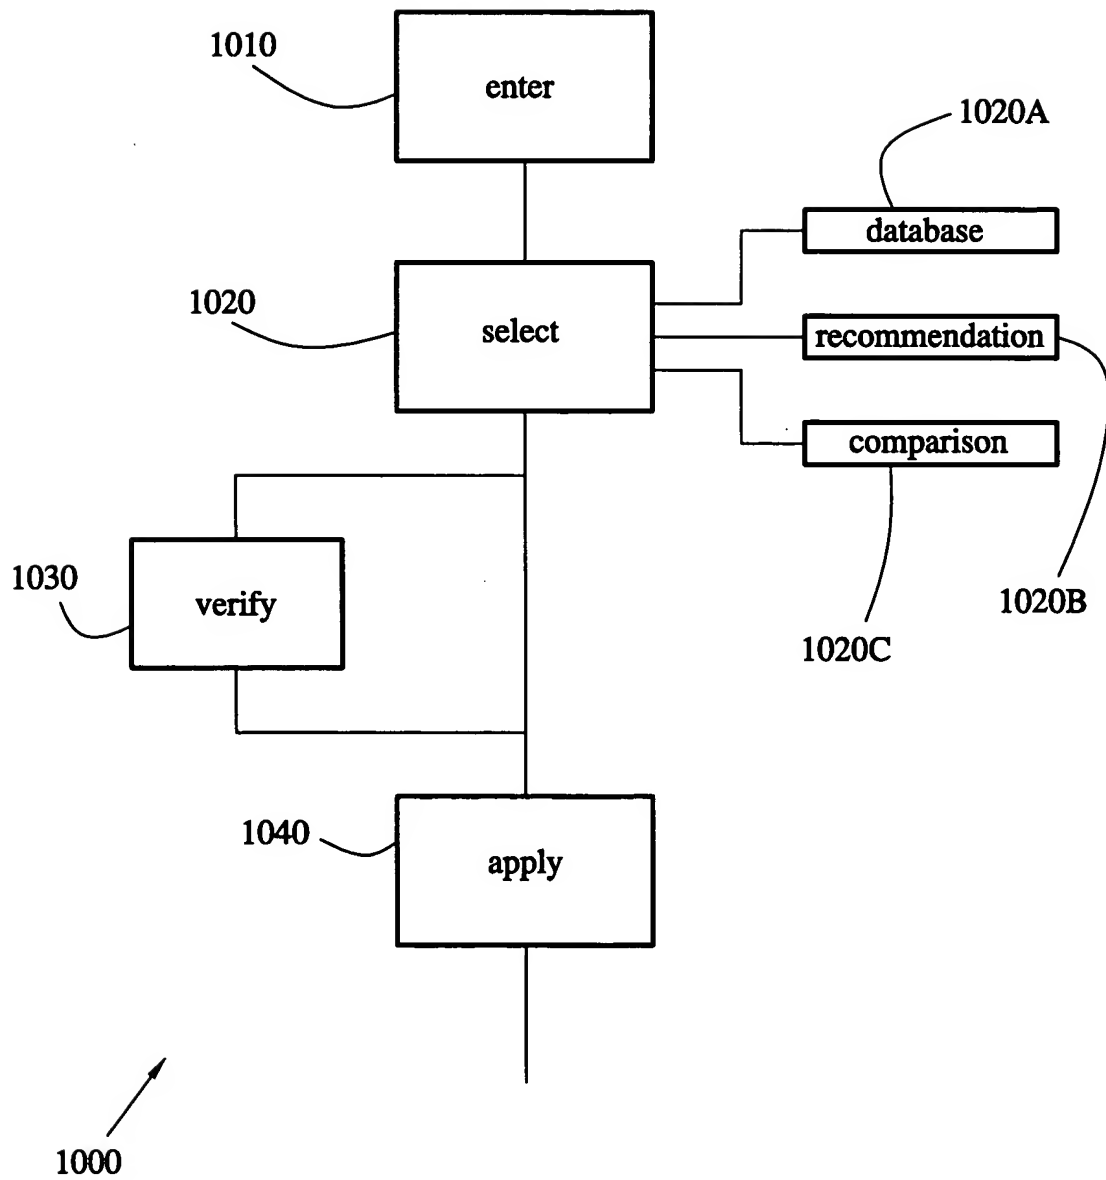 1010
enter
1020A
database
1020
select
recommendation
comparison
1030
verify
1020B
1020C
1040
apply
1000